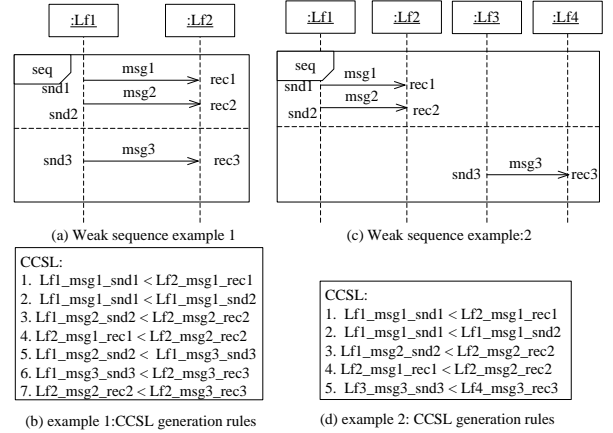 :Lf1
:Lf2
seq
msg1
snd1
rec1
msg2
snd2
rec2
msg3
snd3
rec3
(a) Weak sequence example 1
:Lf1
:Lf2
:Lf3
:Lf4
seq
msg1
snd1
rec1
msg2
snd2
rec2
msg3
snd3
rec3
(c) Weak sequence example:2
CCSL:
1. Lf1_msg1_snd1 < Lf2_msg1_rec1
2. Lf1_msg1_snd1 < Lf1_msg1_snd2
3. Lf1_msg2_snd2 < Lf2_msg2_rec2
4. Lf2_msg1_rec1 < Lf2_msg2_rec2
5. Lf1_msg2_snd2 < Lf1_msg3_snd3
6. Lf1_msg3_snd3 < Lf2_msg3_rec3
7. Lf2_msg2_rec2 < Lf2_msg3_rec3
(b) example 1:CCSL generation rules
CCSL:
1. Lf1_msg1_snd1 < Lf2_msg1_rec1
2. Lf1_msg1_snd1 < Lf1_msg1_snd2
3. Lf1_msg2_snd2 < Lf2_msg2_rec2
4. Lf2_msg1_rec1 < Lf2_msg2_rec2
5. Lf3_msg3_snd3 < Lf4_msg3_rec3
(d) example 2: CCSL generation rules